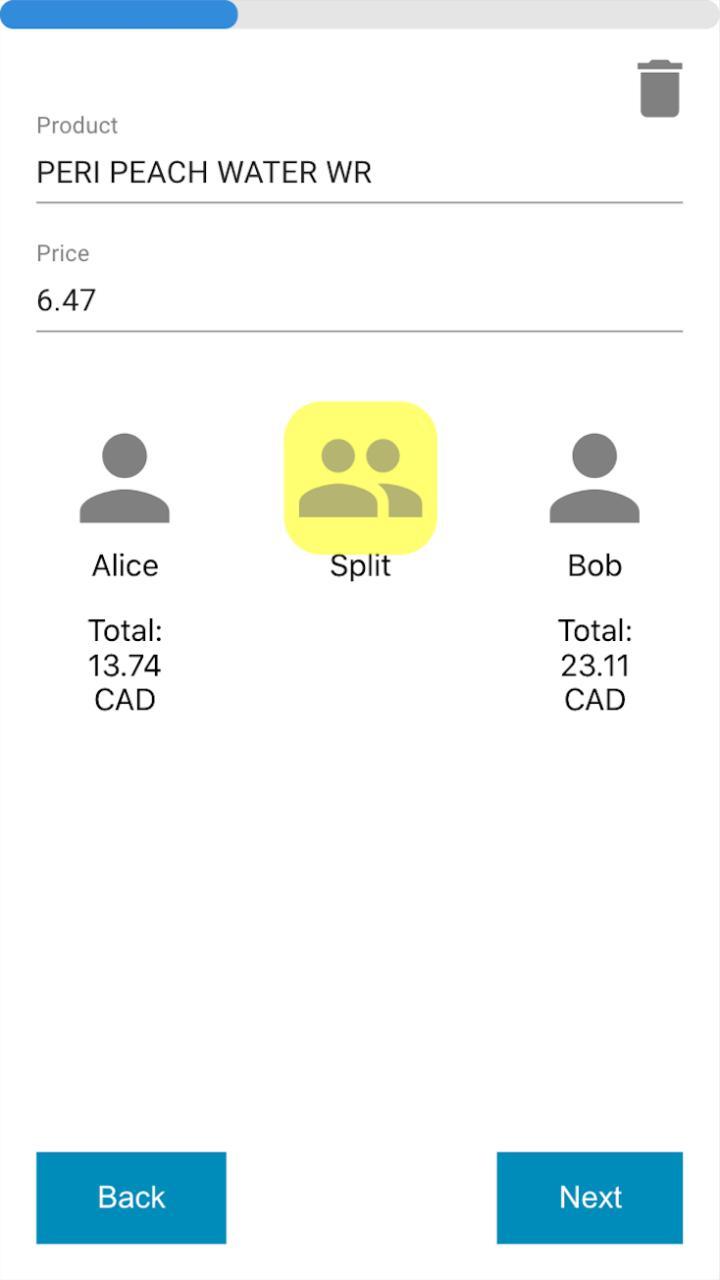 Product
PERI PEACH WATER WR
Price
6.47
Alice
Split
Bob
Total:
13.74
CAD
Total:
23.11
CAD
Back
Next